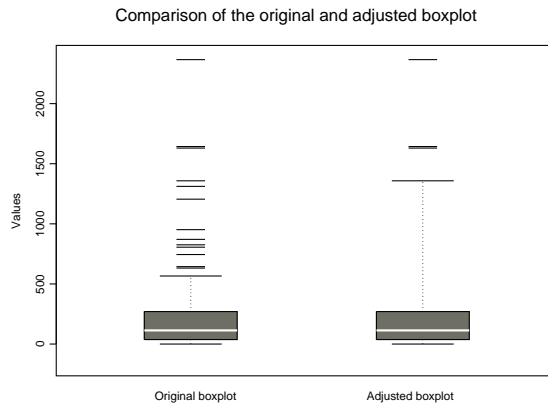 Comparison of the original and adjusted boxplot
Values
2000
1500
1000
500
0
Original boxplot
Adjusted boxplot